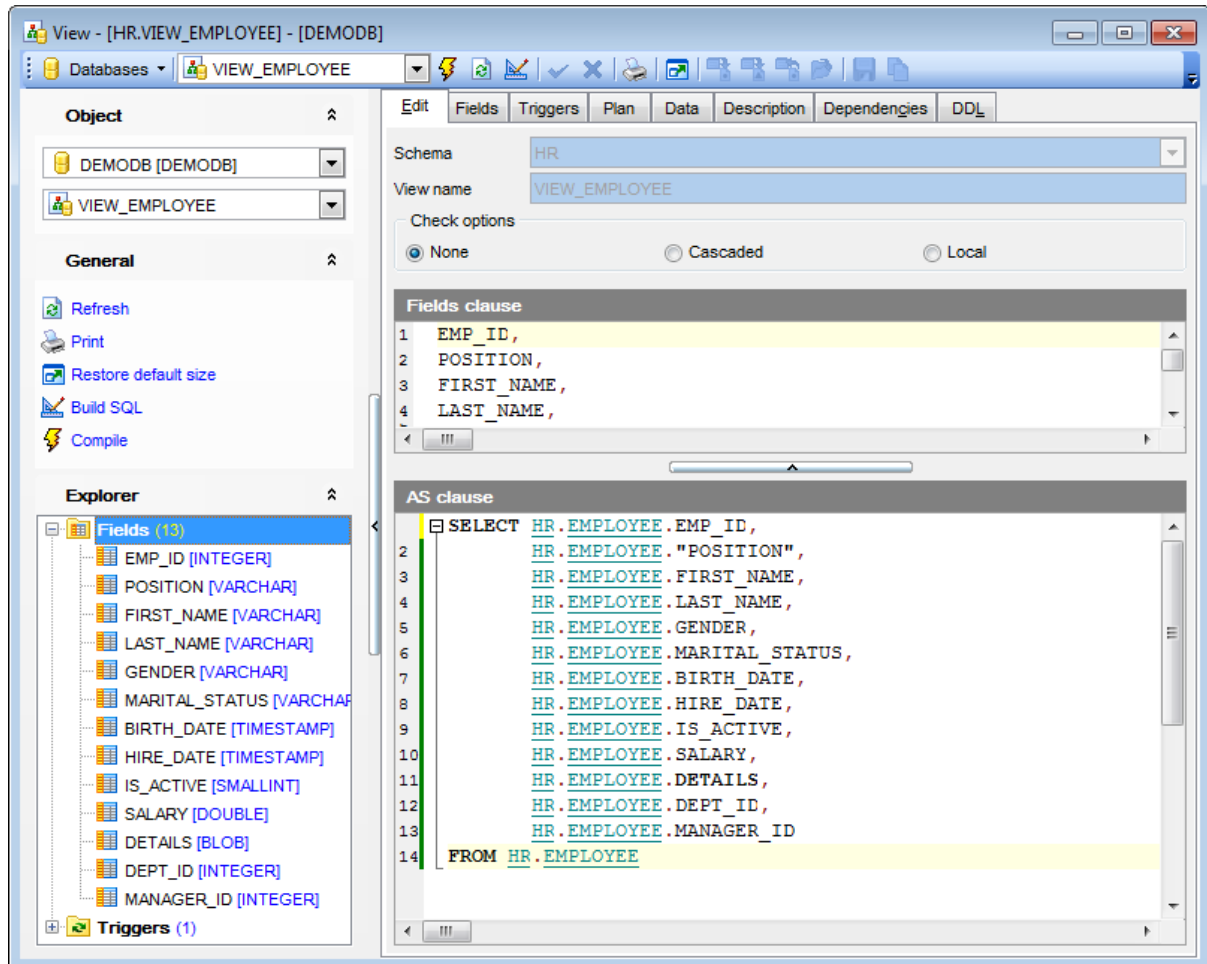 View - [HR.VIEW_EMPLOYEE] - [DEMODB]
Databases VIEW_EMPLOYEE
Object
DEMODB [DEMODB]
VIEW_EMPLOYEE
General
Refresh
Print
Restore default size
Build SQL
Compile
Explorer
Fields (13)
EMP_ID [INTEGER]
POSITION [VARCHAR]
FIRST_NAME [VARCHAR]
LAST_NAME [VARCHAR]
GENDER [VARCHAR]
MARITAL_STATUS [VARCHAR
BIRTH_DATE [TIMESTAMP]
HIRE_DATE [TIMESTAMP]
IS_ACTIVE [SMALLINT]
SALARY [DOUBLE]
DETAILS [BLOB]
DEPT_ID [INTEGER]
MANAGER_ID [INTEGER]
Triggers (1)
Edit Fields Triggers Plan Data Description Dependencies DDL
Schema HR
View name VIEW_EMPLOYEE
Check options
None Cascaded Local
Fields clause
1 EMP_ID,
2 POSITION,
3 FIRST_NAME,
4 LAST_NAME,
AS clause
SELECT HR.EMPLOYEE.EMP_ID,
2 HR.EMPLOYEE."POSITION",
3 HR.EMPLOYEE.FIRST_NAME,
4 HR.EMPLOYEE.LAST_NAME,
5 HR.EMPLOYEE.GENDER,
6 HR.EMPLOYEE.MARITAL_STATUS,
7 HR.EMPLOYEE.BIRTH_DATE,
8 HR.EMPLOYEE.HIRE_DATE,
9 HR.EMPLOYEE.IS_ACTIVE,
10 HR.EMPLOYEE.SALARY,
11 HR.EMPLOYEE.DETAILS,
12 HR.EMPLOYEE.DEPT_ID,
13 HR.EMPLOYEE.MANAGER_ID
14 FROM HR.EMPLOYEE